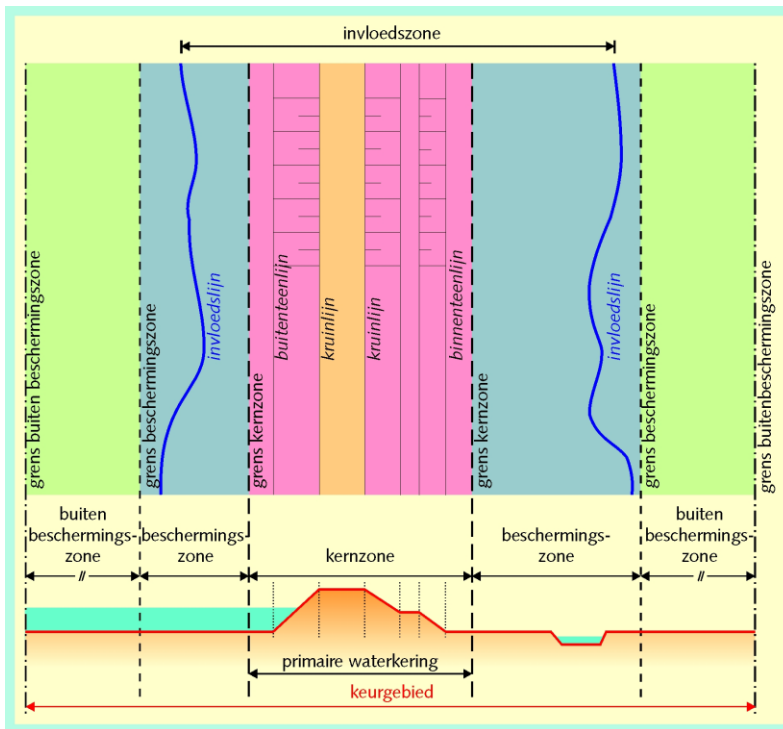 invloedszone
grens buiten beschermingszone
grens beschermingszone
invloedslijn
grens kernzone
buitenteenlijn
kruinlijn
kruinlijn
binnenteenlijn
grens kernzone
invloedslijn
grens beschermingszone
grens buitenbeschermingszone
buiten
beschermings-
zone
beschermings-
zone
kernzone
beschermings-
zone
buiten
beschermings-
zone
primaire waterkering
keurgebied